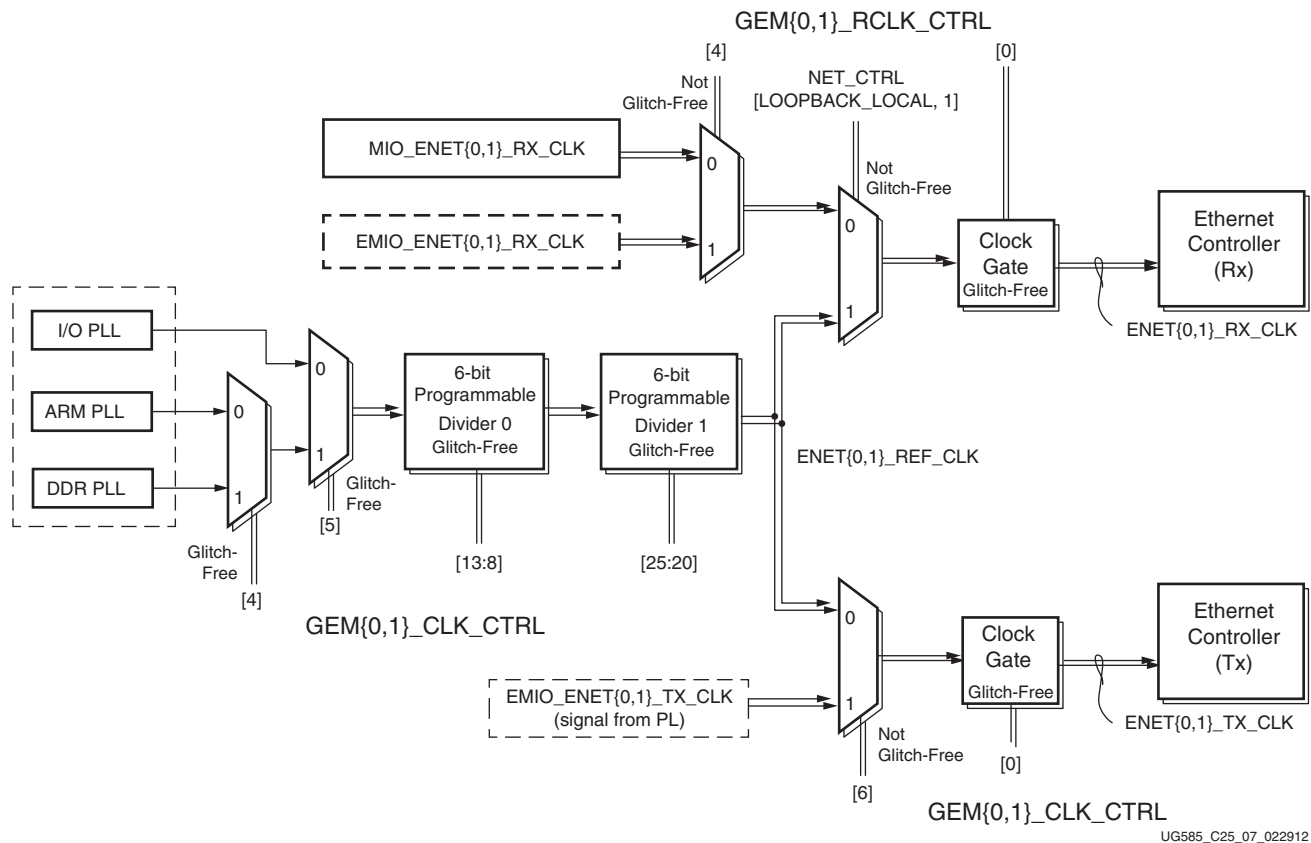 GEM{0,1}_RCLK_CTRL
[4]
[0]
Not
Glitch-Free
NET_CTRL
[LOOPBACK_LOCAL, 1]
MIO_ENET{0,1}_RX_CLK
0
Not
Glitch-Free
EMIO_ENET{0,1}_RX_CLK
1
0
Clock
Gate
Glitch-Free
Ethernet
Controller
(Rx)
1
ENET{0,1}_RX_CLK
I/O PLL
ARM PLL
DDR PLL
0
1
Glitch-
Free
[4]
0
1
Glitch-
Free
[5]
6-bit
Programmable
Divider 0
Glitch-Free
[13:8]
6-bit
Programmable
Divider 1
Glitch-Free
[25:20]
ENET{0,1}_REF_CLK
GEM{0,1}_CLK_CTRL
0
1
Not
Glitch-Free
[6]
EMIO_ENET{0,1}_TX_CLK
(signal from PL)
Clock
Gate
Glitch-Free
[0]
Ethernet
Controller
(Tx)
ENET{0,1}_TX_CLK
GEM{0,1}_CLK_CTRL
UG585_C25_07_022912